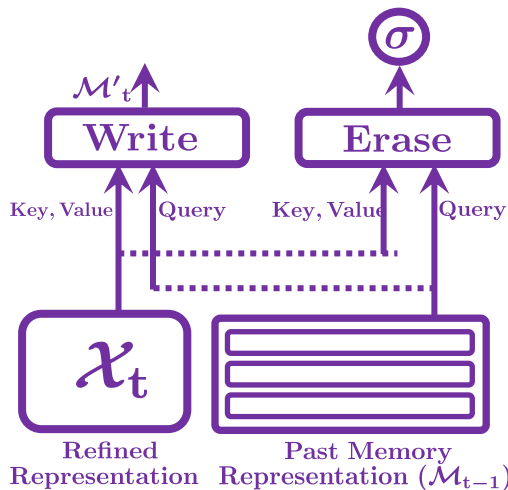 σ
𝓜'ₜ
Write
Erase
Key, Value
Query
Key, Value
Query
𝓧ₜ
Refined
Representation
Past Memory
Representation (𝓜ₜ₋₁)